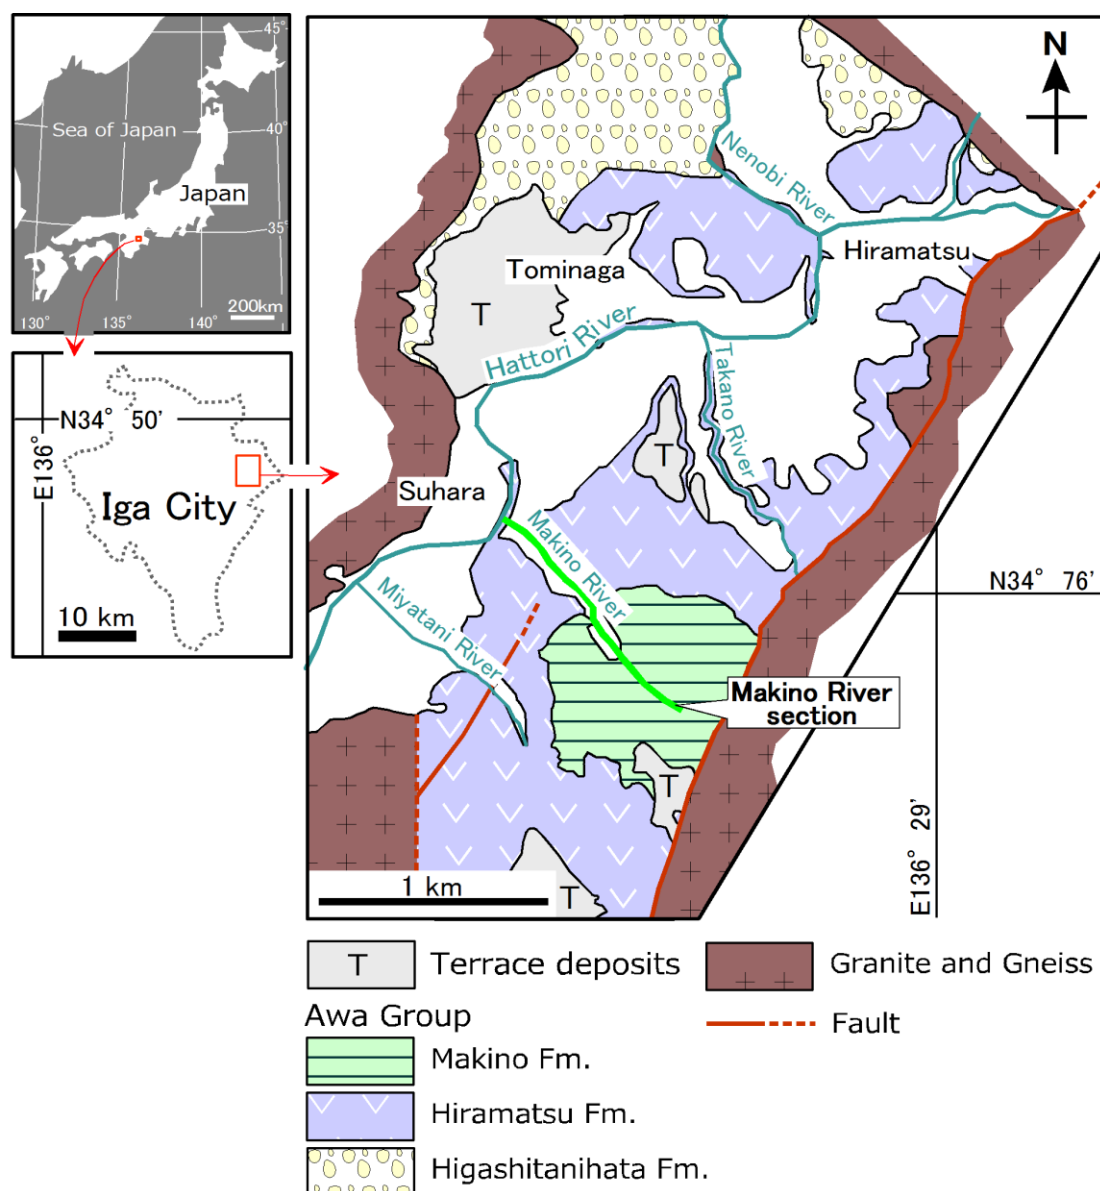 45°
Sea of Japan
40°
Japan
35°
200km
130°
135°
140°
N34° 50'
E136°
Iga City
10 km
N
Nenobi River
Hiramatsu
Tominaga
T
Hattori River
Takano River
T
Suhara
Makino River
N34° 76'
Miyatani River
Makino River
section
T
E136° 29'
1 km
T
T Terrace deposits
Granite and Gneiss
Awa Group
Fault
Makino Fm.
Hiramatsu Fm.
Higashitanihata Fm.